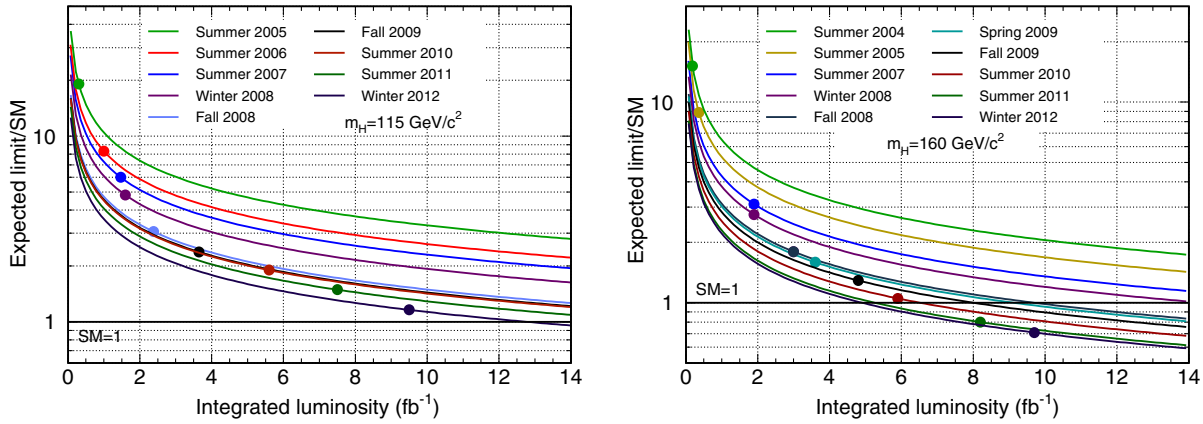 Expected limit/SM
10
1
Summer 2005
Summer 2006
Summer 2007
Winter 2008
Fall 2008
Fall 2009
Summer 2010
Summer 2011
Winter 2012
m_H=115 GeV/c²
SM=1
0 2 4 6 8 10 12 14
Integrated luminosity (fb⁻¹)
Expected limit/SM
10
1
Summer 2004
Summer 2005
Summer 2007
Winter 2008
Fall 2008
Spring 2009
Fall 2009
Summer 2010
Summer 2011
Winter 2012
m_H=160 GeV/c²
SM=1
0 2 4 6 8 10 12 14
Integrated luminosity (fb⁻¹)